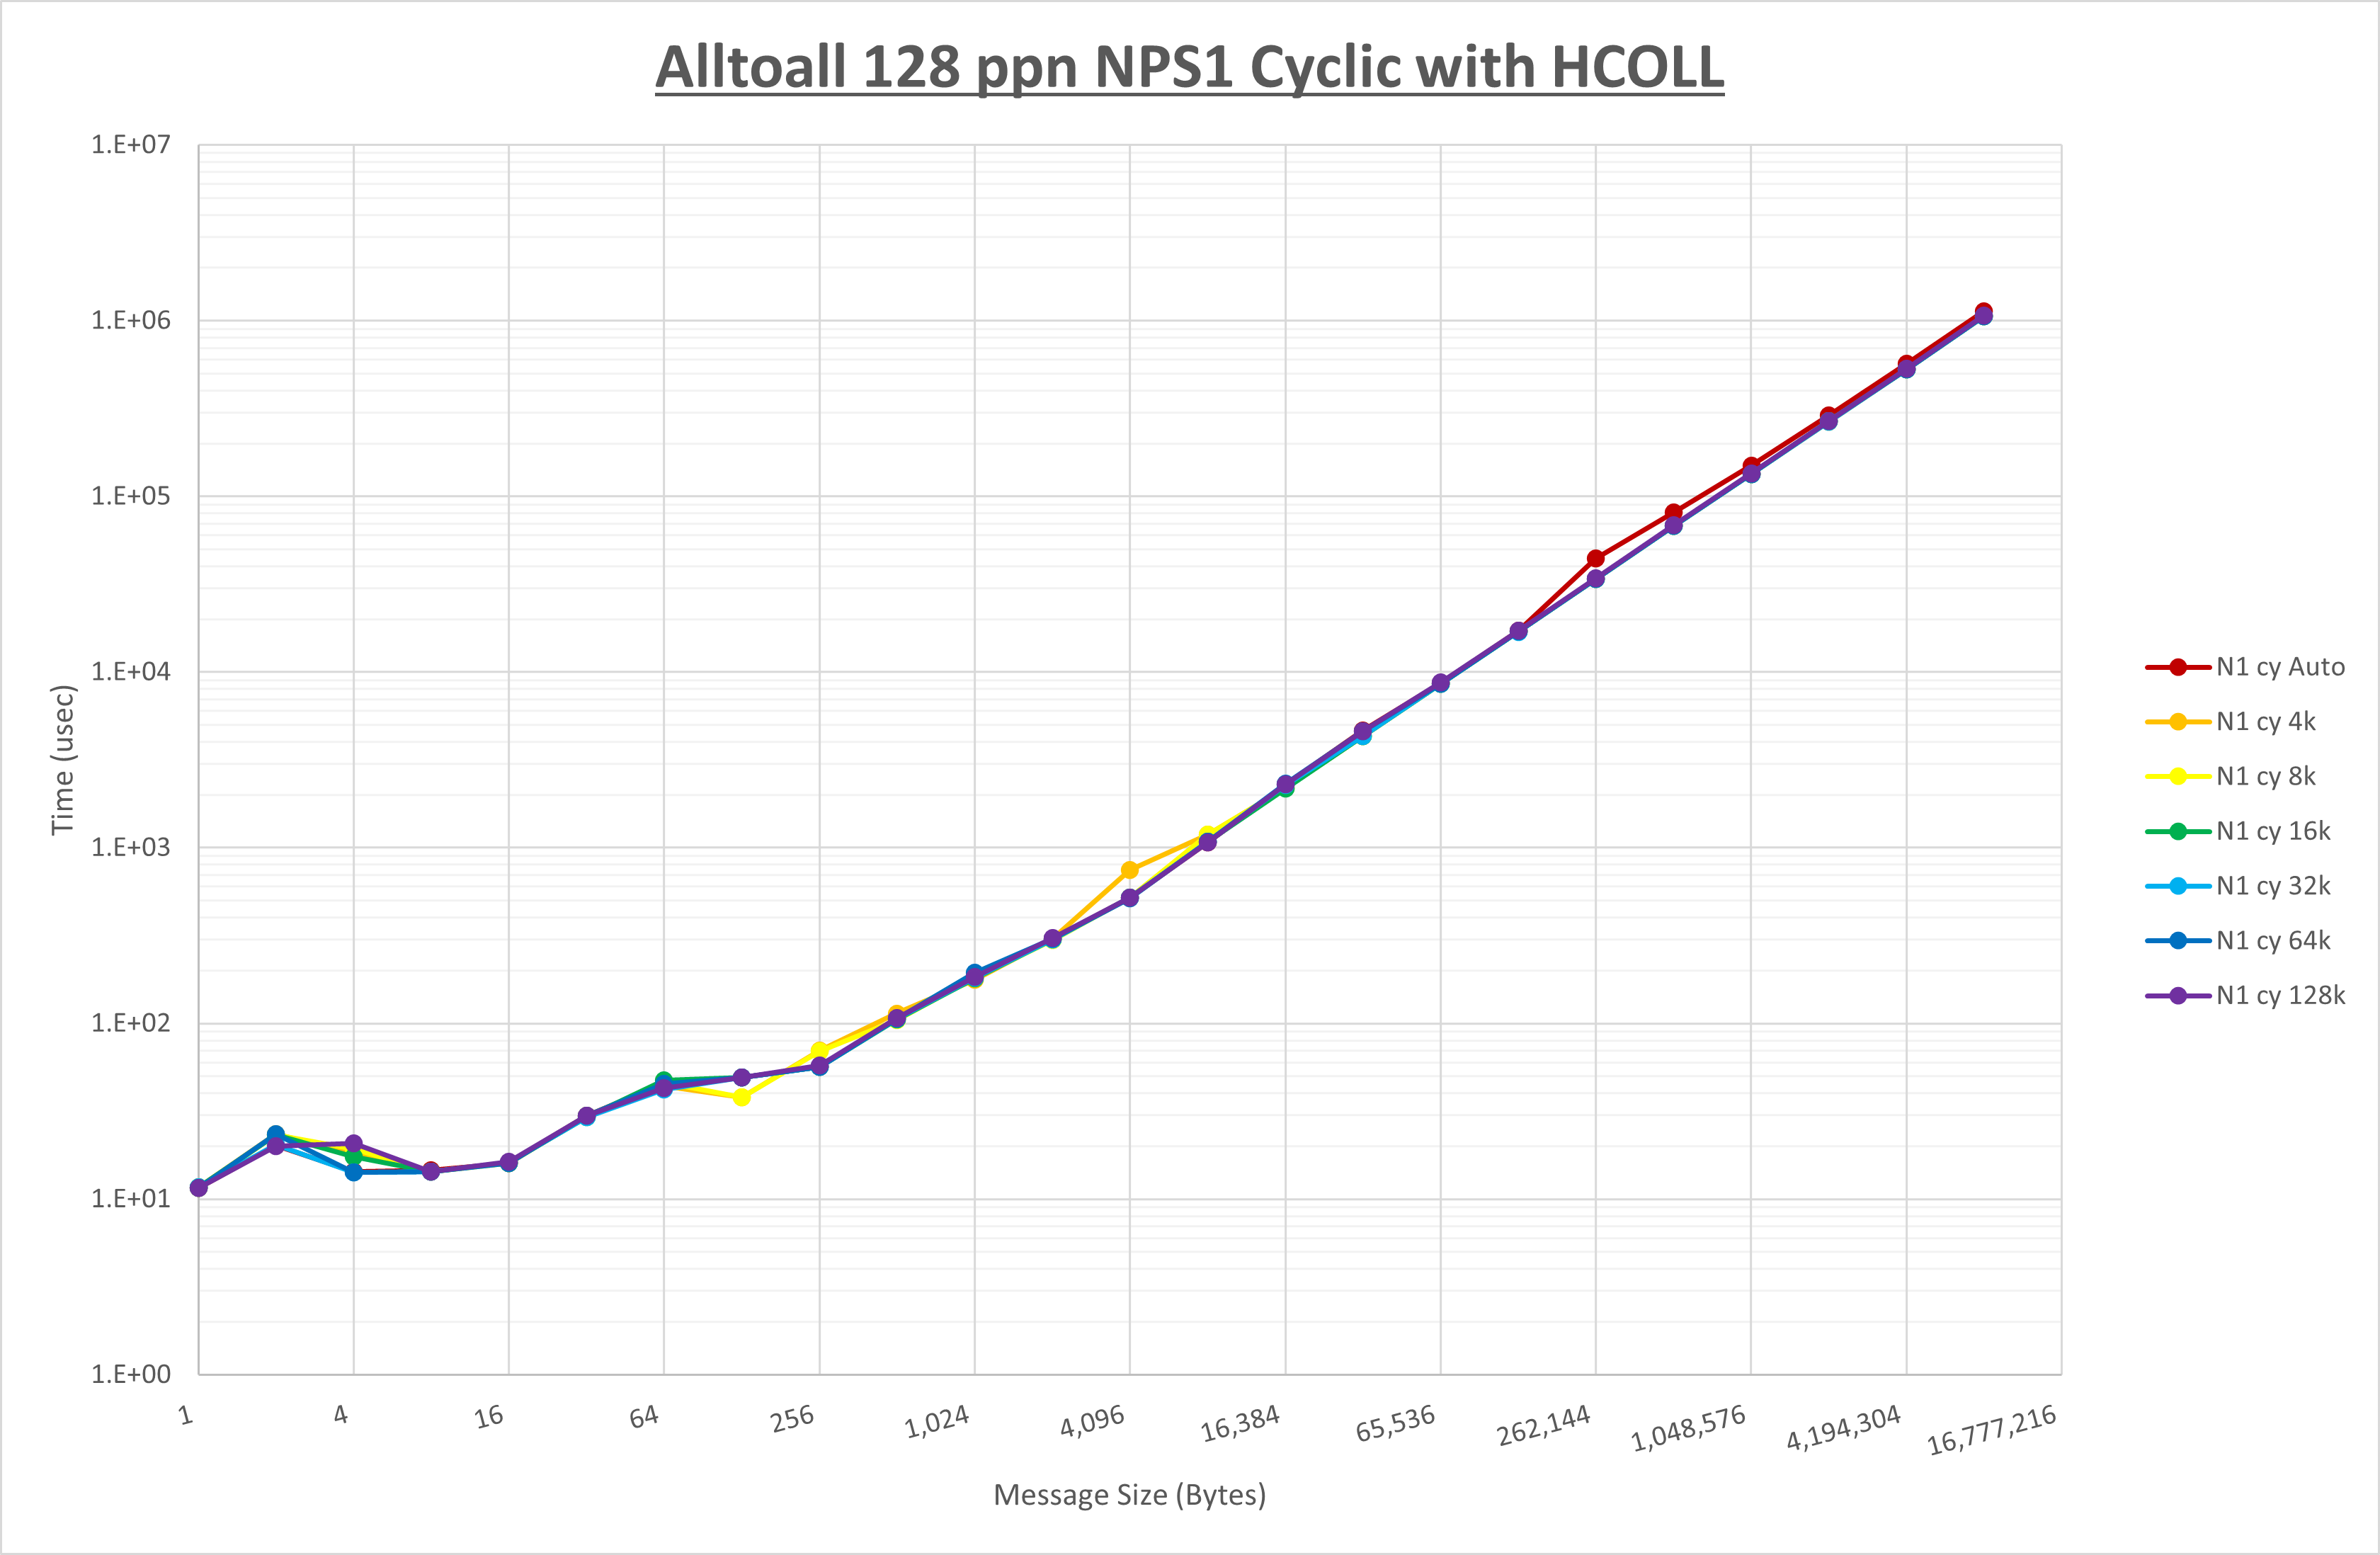 Alltoall 128 ppn NPS1 Cyclic with HCOLL
1.E+07
1.E+06
1.E+05
1.E+04
1.E+03
1.E+02
1.E+01
1.E+00
Time (usec)
1 4 16 64 256 1,024 4,096 16,384 65,536 262,144 1,048,576 4,194,304 16,777,216
Message Size (Bytes)
N1 cy Auto
N1 cy 4k
N1 cy 8k
N1 cy 16k
N1 cy 32k
N1 cy 64k
N1 cy 128k